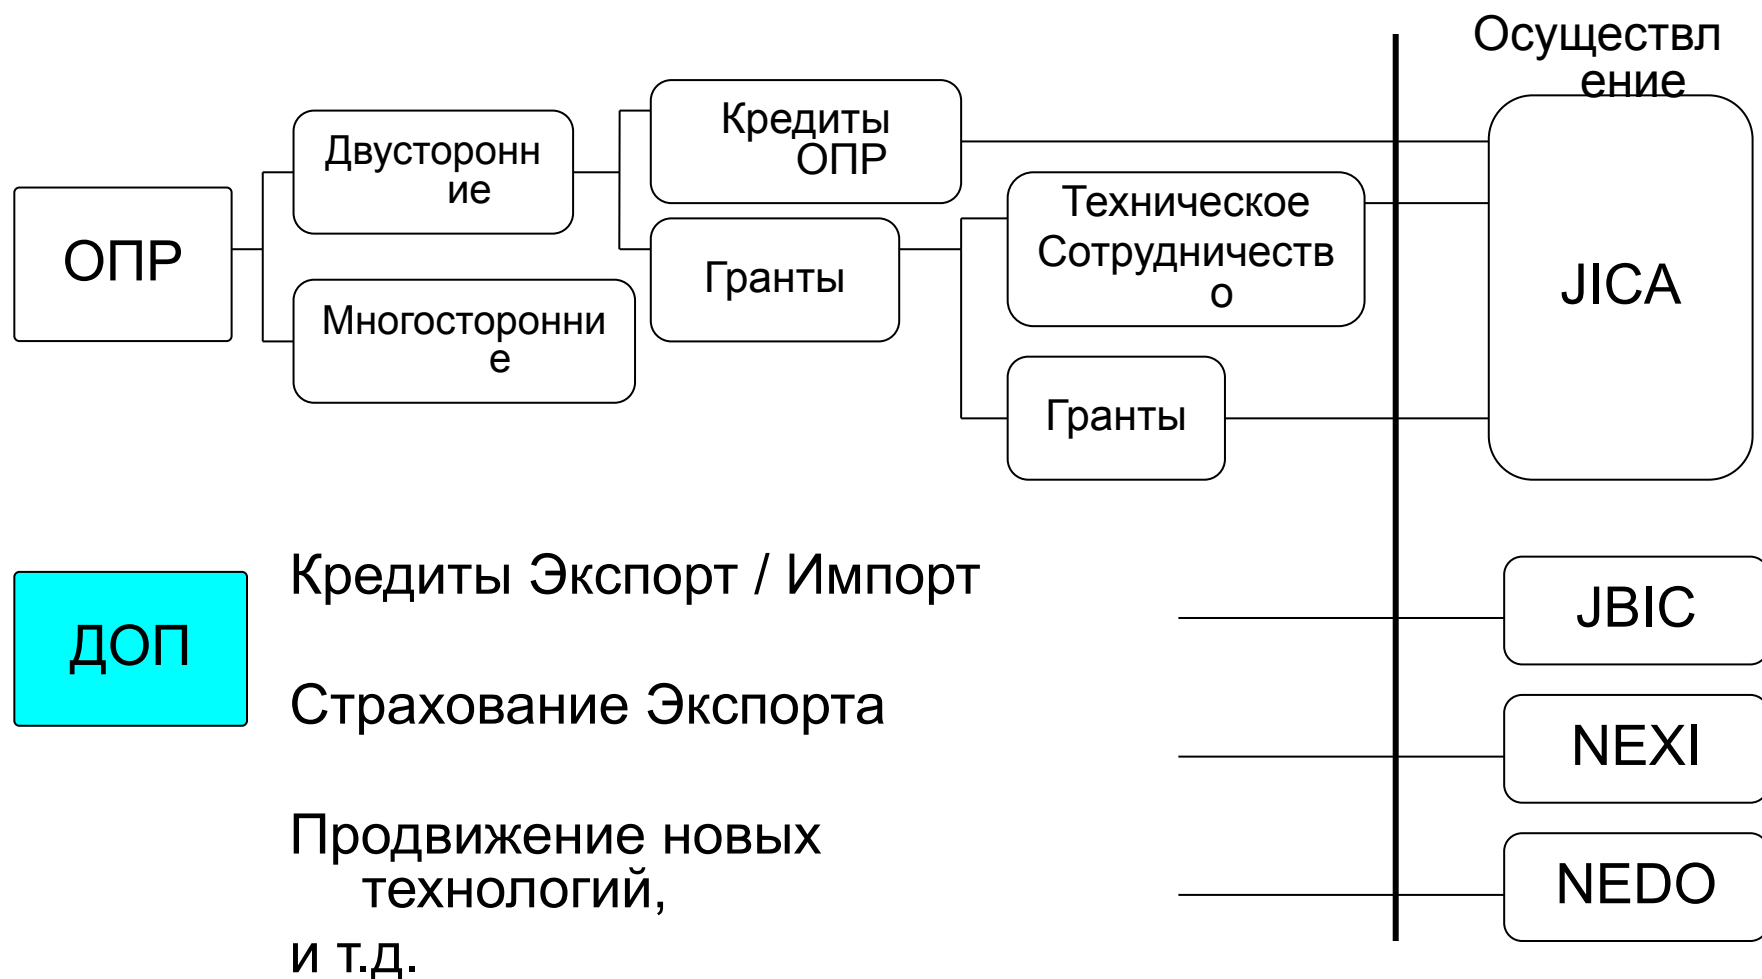 Осуществл
ение
Кредиты
ОПР
Двусторонн
ие
Техническое
Сотрудничеств
о
ОПР
Гранты
JICA
Многосторонни
е
Гранты
Кредиты Экспорт / Импорт
JBIC
ДОП
Страхование Экспорта
NEXI
Продвижение новых
технологий,
NEDO
и т.д.